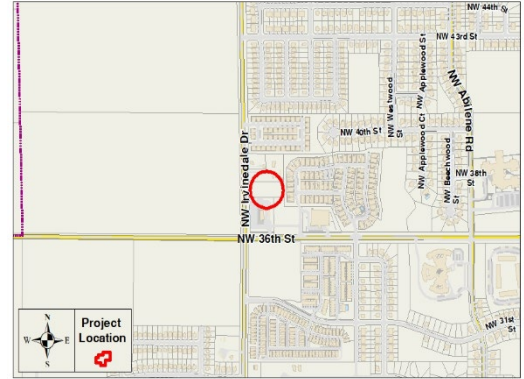 NW 44th St
NW 43rd St
NW Applewood St
NW Abilene Rd
NW Westwood St
NW 40th St
NW Irvinedale Dr
NW Applewood Ct
NW Beechwood St
NW 38th St
NW 36th St
NW 31st St
N
W E
S
Project
Location